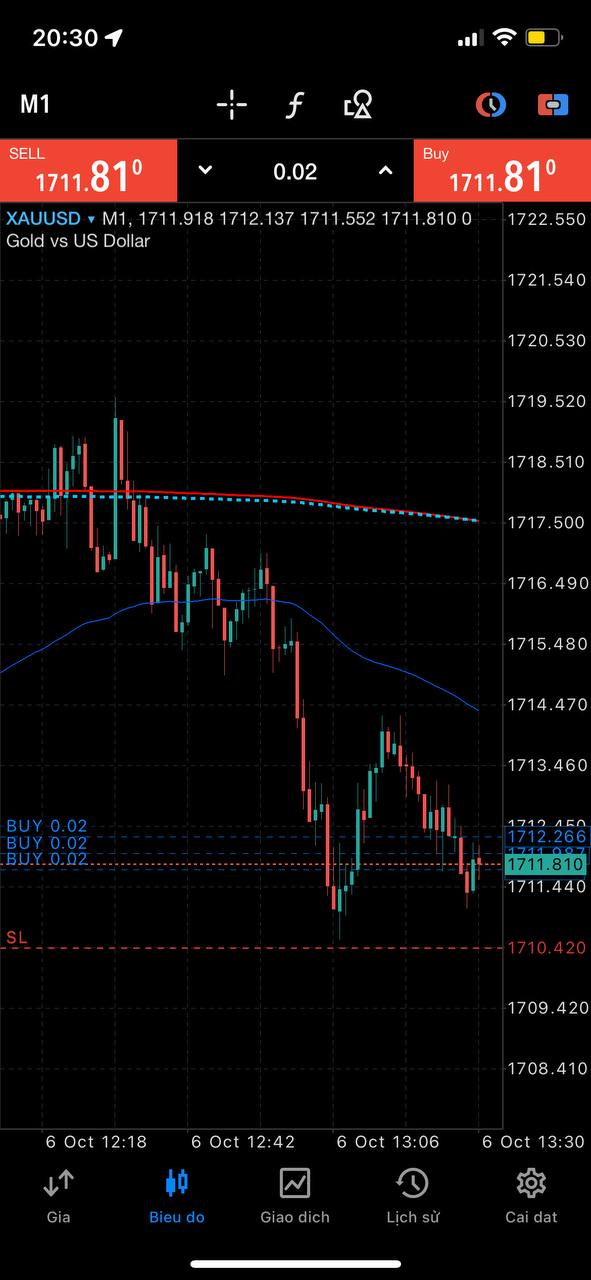 20:30
M1
SELL
1711.81⁰
0.02
Buy
1711.81⁰
XAUUSD ▾ M1, 1711.918 1712.137 1711.552 1711.810 0
Gold vs US Dollar
1722.550
1721.540
1720.530
1719.520
1718.510
1717.500
1716.490
1715.480
1714.470
1713.460
1712.450
BUY 0.02
1712.266
BUY 0.02
1711.987
BUY 0.02
1711.810
1711.440
SL
1710.420
1709.420
1708.410
6 Oct 12:18
6 Oct 12:42
6 Oct 13:06
6 Oct 13:30
Gia
Bieu do
Giao dich
Lịch sử
Cai dat